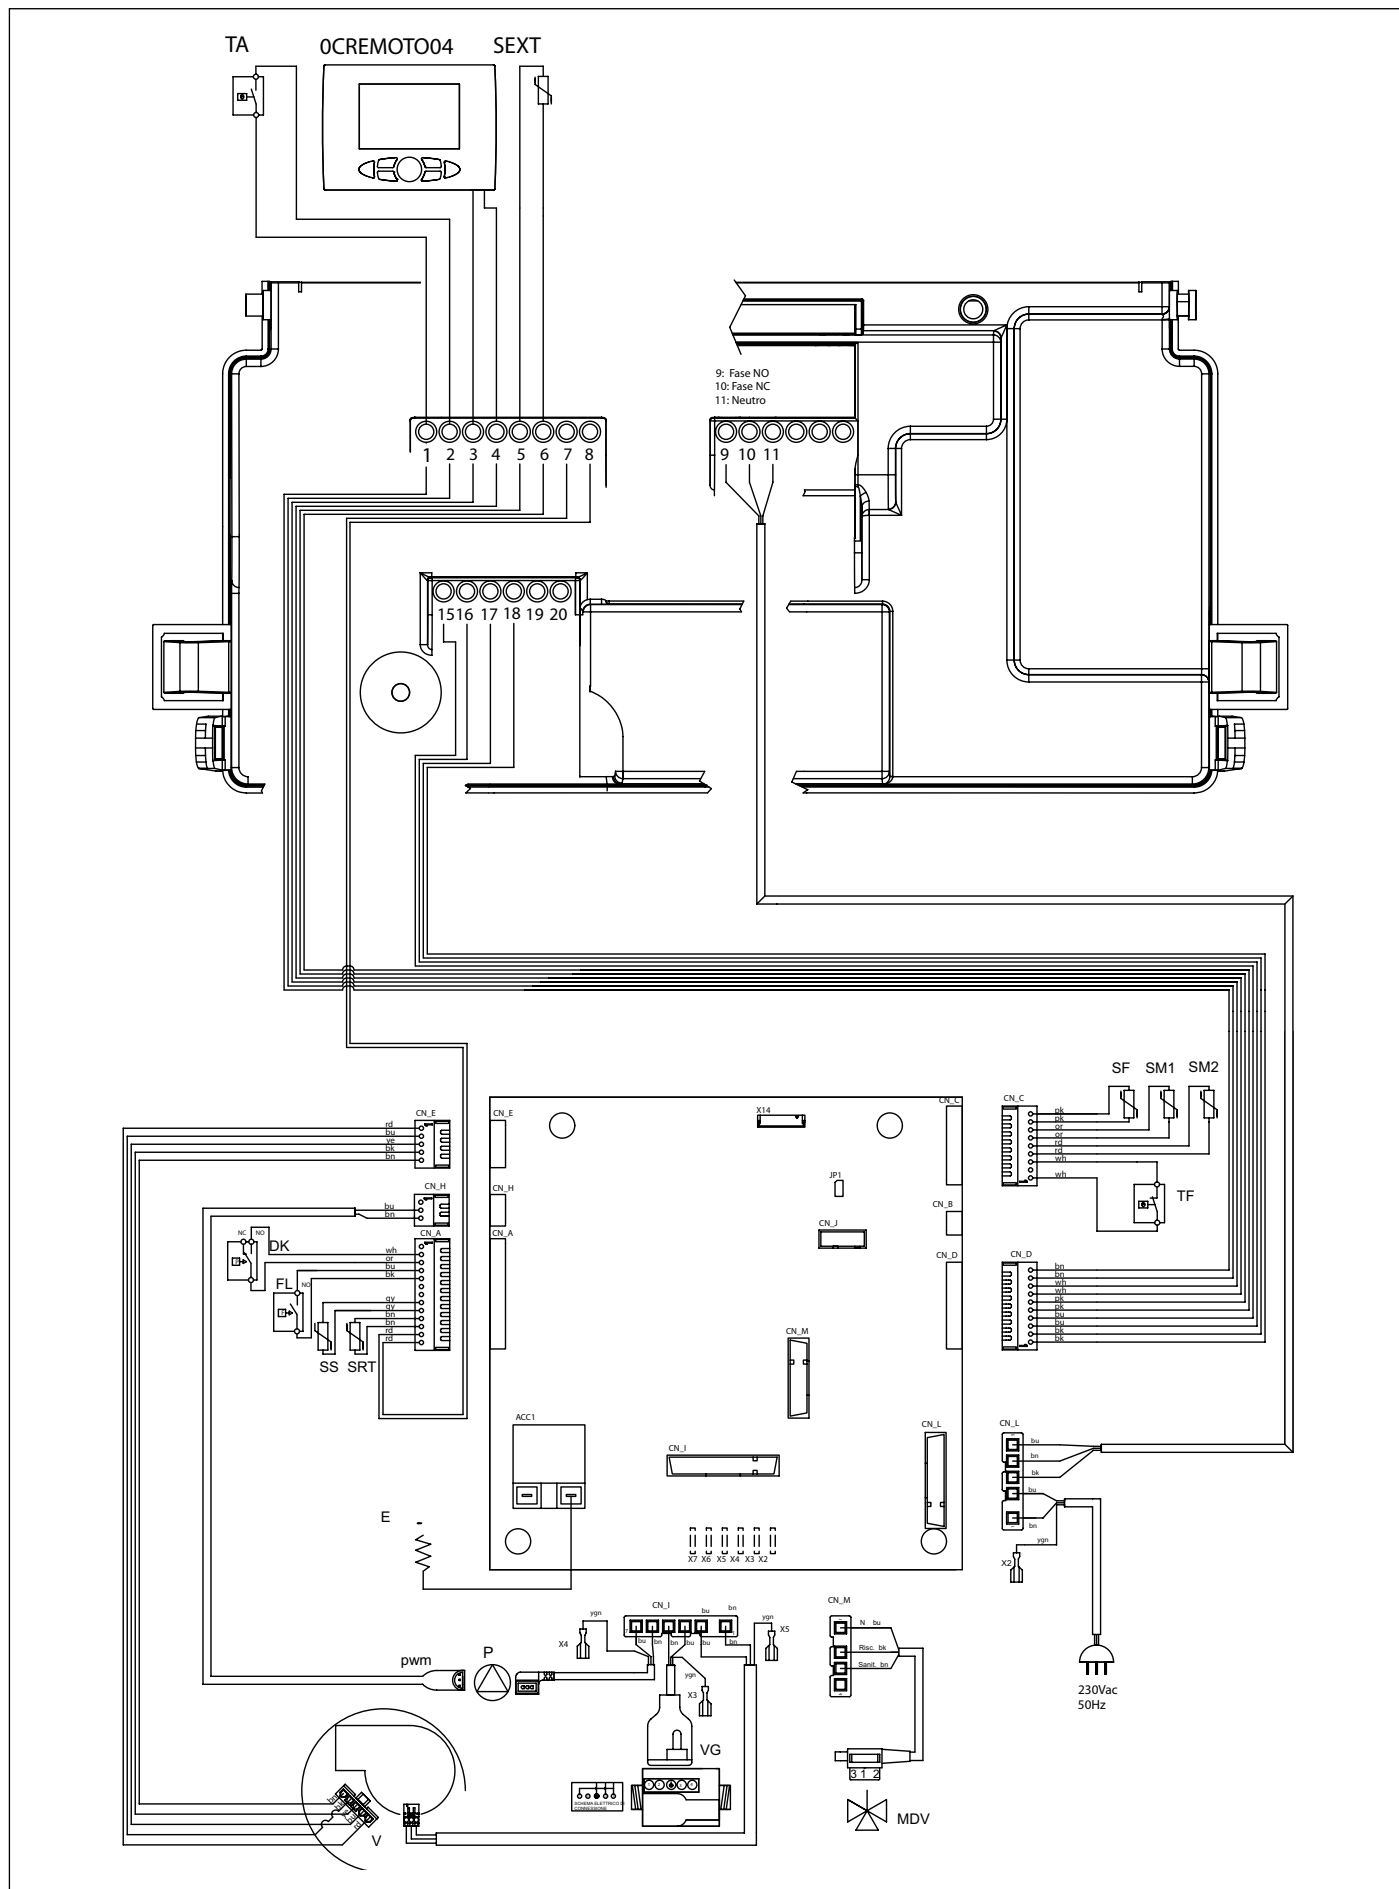 TA 0CREMOTO04 SEXT
9: Fase NO
10: Fase NC
11: Neutro
1 2 3 4 5 6 7 8
9 10 11
15 16 17 18 19 20
SF SM1 SM2
CN_E CN_E X14 CN_C CN_C
rd
bu
ye
bk
bn
pk
pk
or
or
rd
rd
wh
wh
TF
JP1
CN_H CN_H
bu
bn
CN_B
CN_J
CN_A CN_A
NC NO DK
wh
or
bu
bk
FL NO
gy
gy
bn
bn
rd
rd
SS SRT
CN_D CN_D
bn
bn
wh
wh
pk
pk
bu
bu
bk
bk
CN_M
ACC1
CN_I
CN_L CN_L
bu
bn
bk
bu
bn
ygn
X2
E
X7 X6 X5 X4 X3 X2
CN_I bu bn
ygn ygn
X4 X5
bu bn bn bu bu bn
ygn
X3
pwm P
CN_M
N bu
Risc. bk
Sanit. bn
230Vac
50Hz
VG
SCHEMA ELETTRICO DI
CONNESSIONE
3 1 2
MDV
bn
rd
V